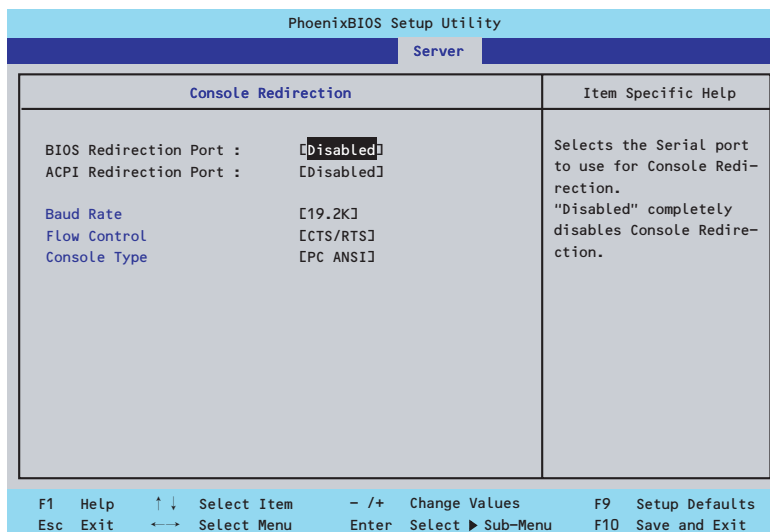 PhoenixBIOS Setup Utility
Server
Console Redirection
Item Specific Help
BIOS Redirection Port : [Disabled]
ACPI Redirection Port : [Disabled]
Baud Rate [19.2K]
Flow Control [CTS/RTS]
Console Type [PC ANSI]
Selects the Serial port
to use for Console Redi-
rection.
"Disabled" completely
disables Console Redire-
ction.
F1 Help ↑↓ Select Item - /+ Change Values F9 Setup Defaults
Esc Exit ←→ Select Menu Enter Select ▶ Sub-Menu F10 Save and Exit